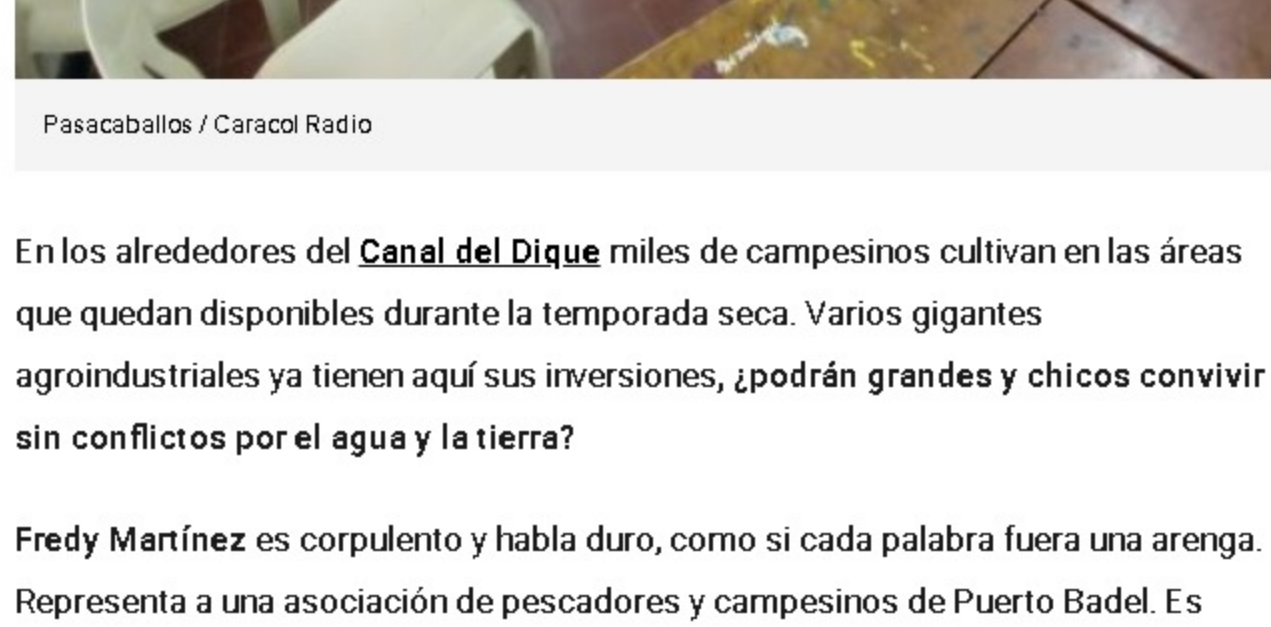 Pasacaballos / Caracol Radio
En los alrededores del Canal del Dique miles de campesinos cultivan en las áreas
que quedan disponibles durante la temporada seca. Varios gigantes
agroindustriales ya tienen aquí sus inversiones, ¿podrán grandes y chicos convivir
sin conflictos por el agua y la tierra?
Fredy Martínez es corpulento y habla duro, como si cada palabra fuera una arenga.
Representa a una asociación de pescadores y campesinos de Puerto Badel. Es